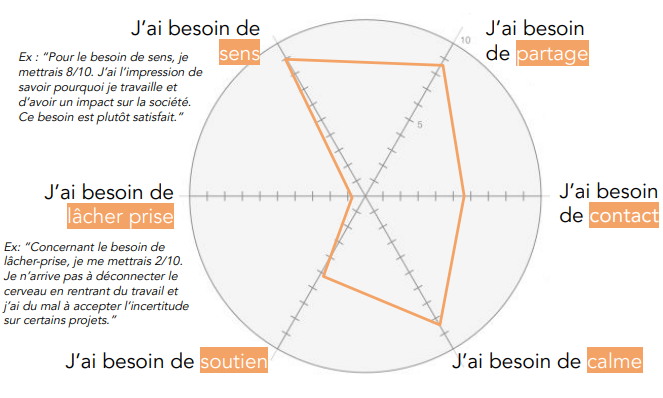 J'ai besoin de
sens
J'ai besoin
de partage
Ex : "Pour le besoin de sens, je
mettrais 8/10. J'ai l'impression de
savoir pourquoi je travaille et
d'avoir un impact sur la société.
Ce besoin est plutôt satisfait."
10
5
J'ai besoin de
lâcher prise
J'ai besoin
de contact
Ex: "Concernant le besoin de
lâcher-prise, je me mettrais 2/10.
Je n'arrive pas à déconnecter le
cerveau en rentrant du travail et
j'ai du mal à accepter l'incertitude
sur certains projets."
J'ai besoin de soutien
J'ai besoin de calme